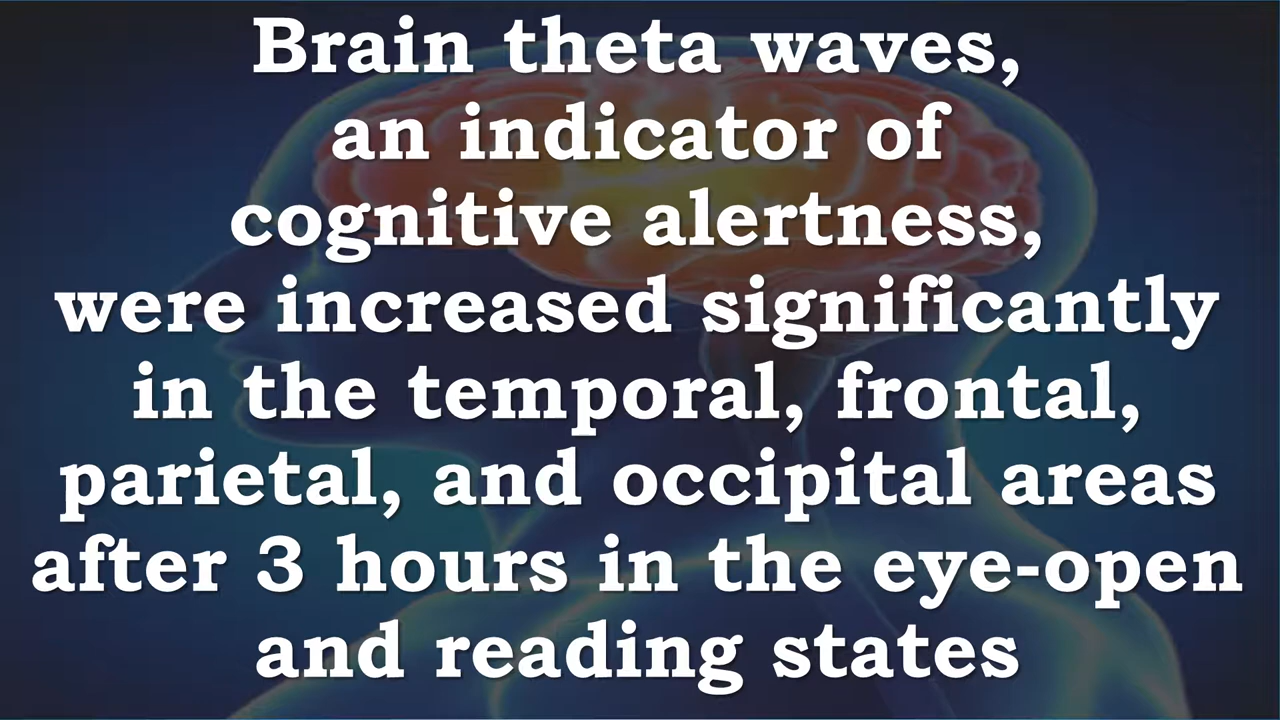 Brain theta waves,
an indicator of
cognitive alertness,
were increased significantly
in the temporal, frontal,
parietal, and occipital areas
after 3 hours in the eye-open
and reading states